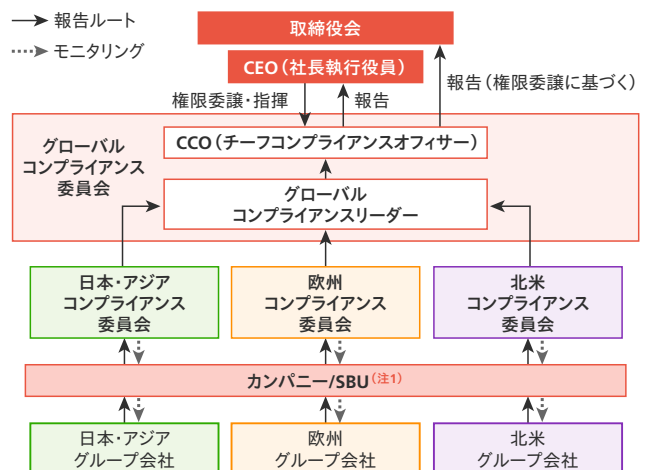 報告ルート
モニタリング
取締役会
CEO（社長執行役員）
権限委譲・指揮
報告
報告（権限委譲に基づく）
グローバル
コンプライアンス
委員会
CCO（チーフコンプライアンスオフィサー）
グローバル
コンプライアンスリーダー
日本・アジア
コンプライアンス
委員会
欧州
コンプライアンス
委員会
北米
コンプライアンス
委員会
カンパニー/SBU（注1）
日本・アジア
グループ会社
欧州
グループ会社
北米
グループ会社